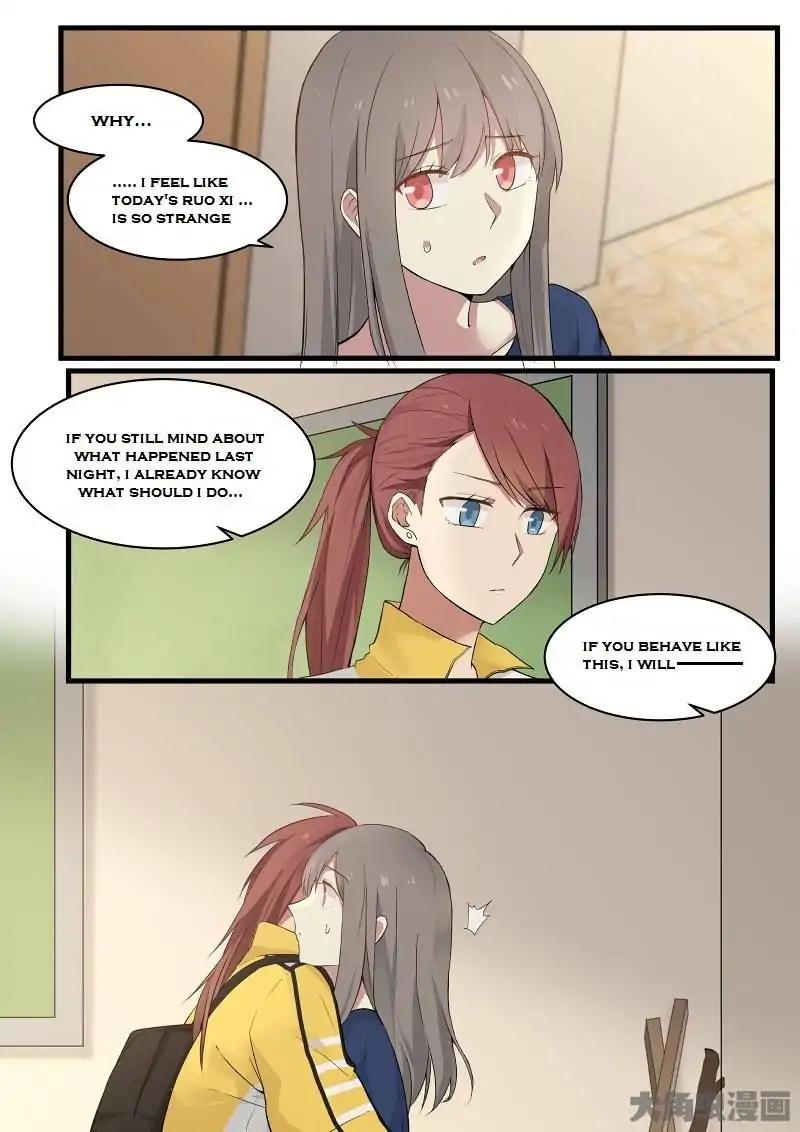 WHY...
..... I FEEL LIKE
TODAY'S RUO XI ...
IS SO STRANGE
IF YOU STILL MIND ABOUT
WHAT HAPPENED LAST
NIGHT, I ALREADY KNOW
WHAT SHOULD I DO...
IF YOU BEHAVE LIKE
THIS, I WILL———
大角虫漫画